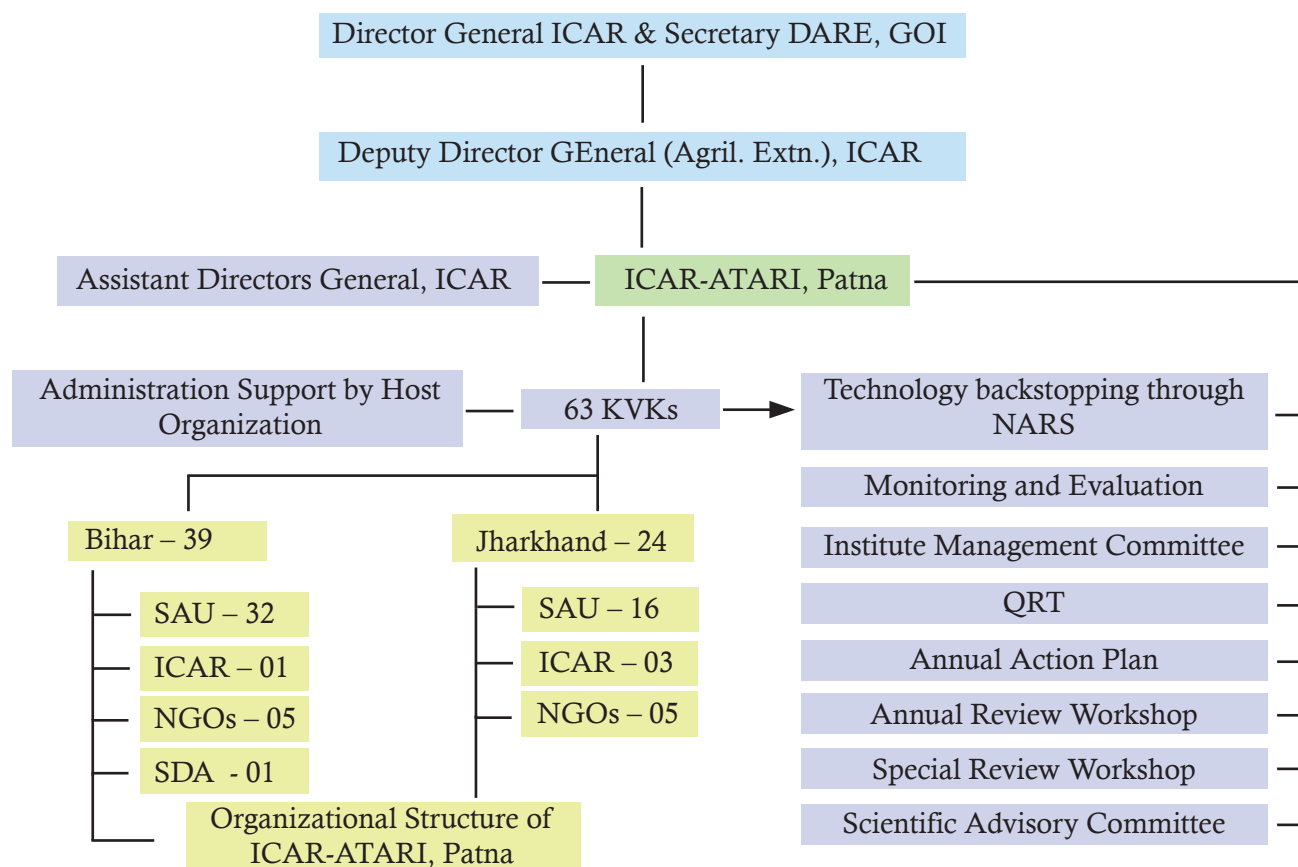 Director General ICAR & Secretary DARE, GOI
Deputy Director GEneral (Agril. Extn.), ICAR
Assistant Directors General, ICAR
ICAR-ATARI, Patna
Administration Support by Host
Organization
63 KVKs
Technology backstopping through
NARS
Monitoring and Evaluation
Institute Management Committee
QRT
Annual Action Plan
Annual Review Workshop
Special Review Workshop
Scientific Advisory Committee
Bihar – 39
SAU – 32
ICAR – 01
NGOs – 05
SDA - 01
Jharkhand – 24
SAU – 16
ICAR – 03
NGOs – 05
Organizational Structure of
ICAR-ATARI, Patna